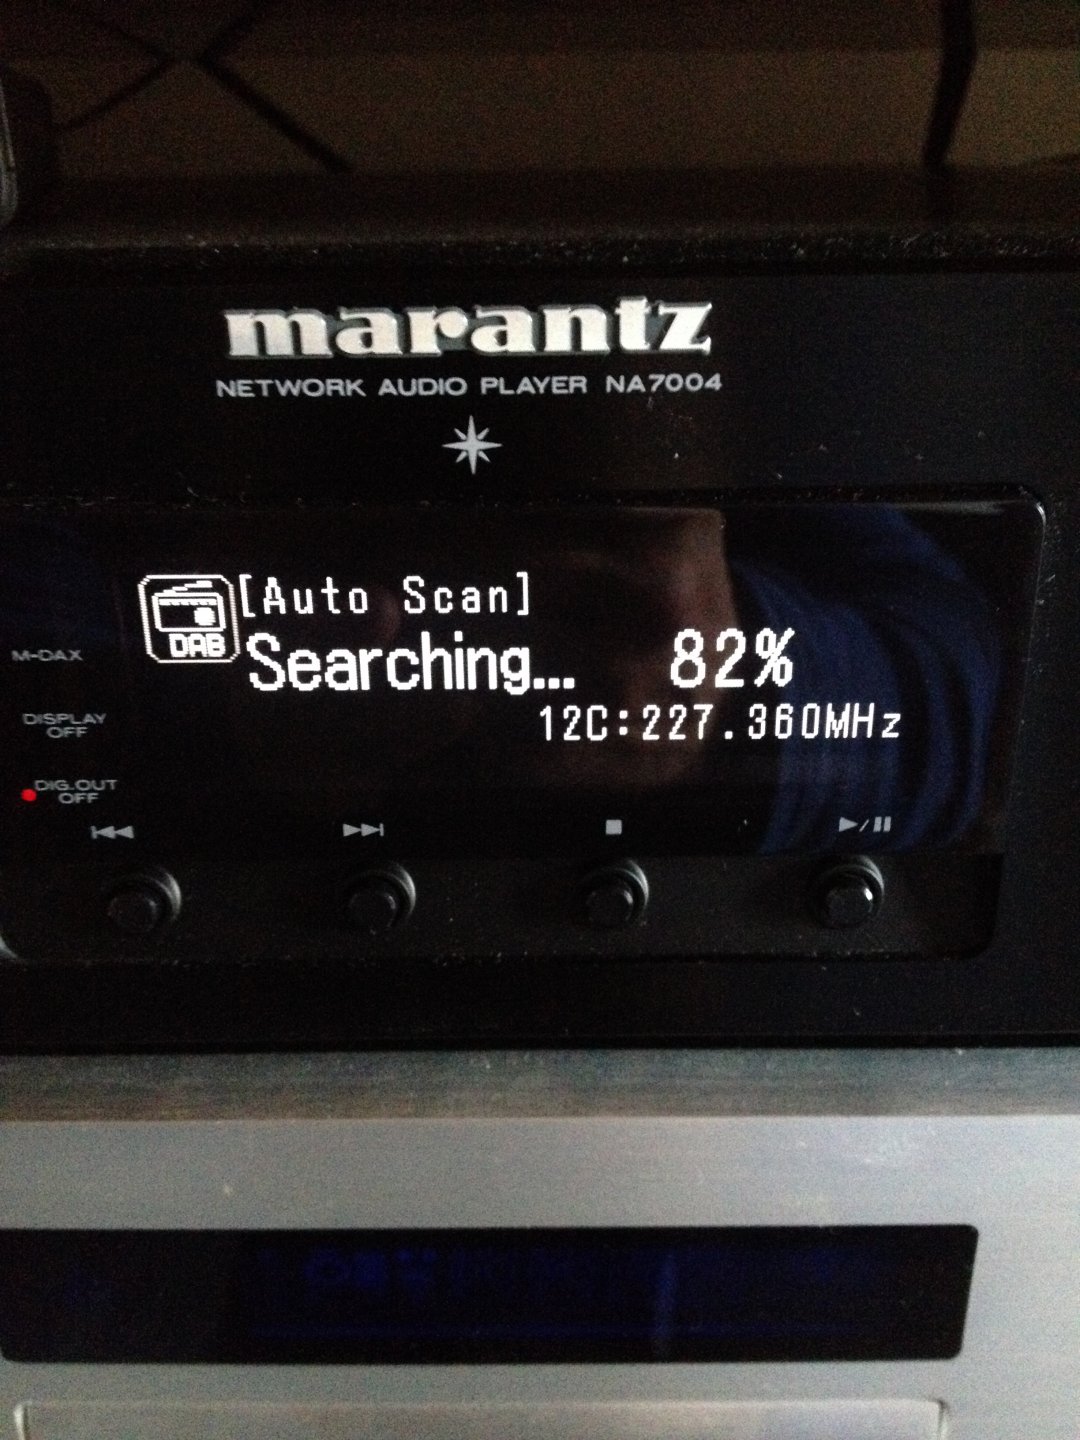 marantz
NETWORK AUDIO PLAYER NA7004
[Auto Scan]
DAB
Searching... 82%
12C:227.360MHz
M-DAX
DISPLAY
OFF
DIG.OUT
OFF